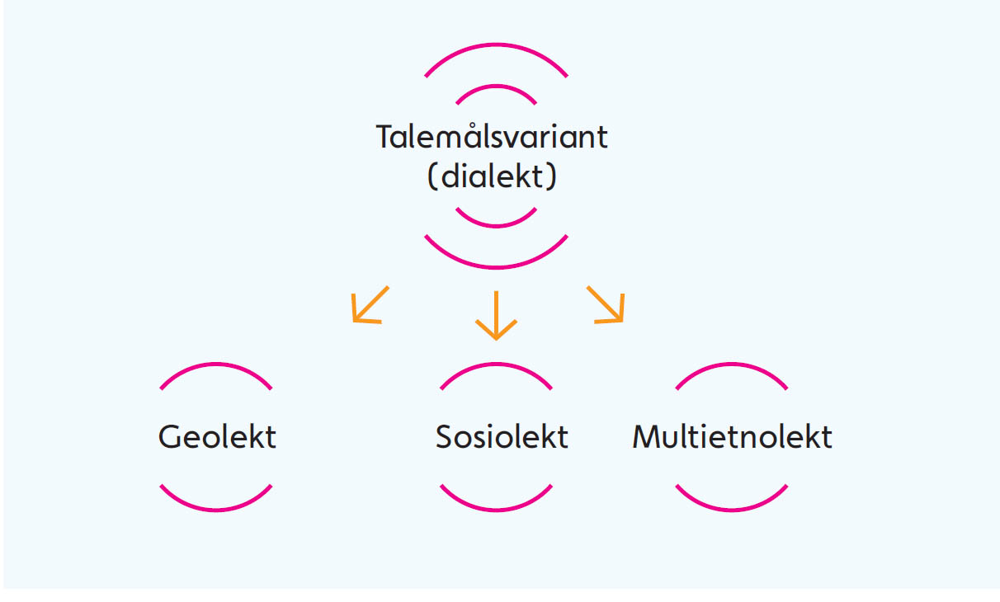 Talemålsvariant
(dialekt)
Geolekt
Sosiolekt
Multietnolekt